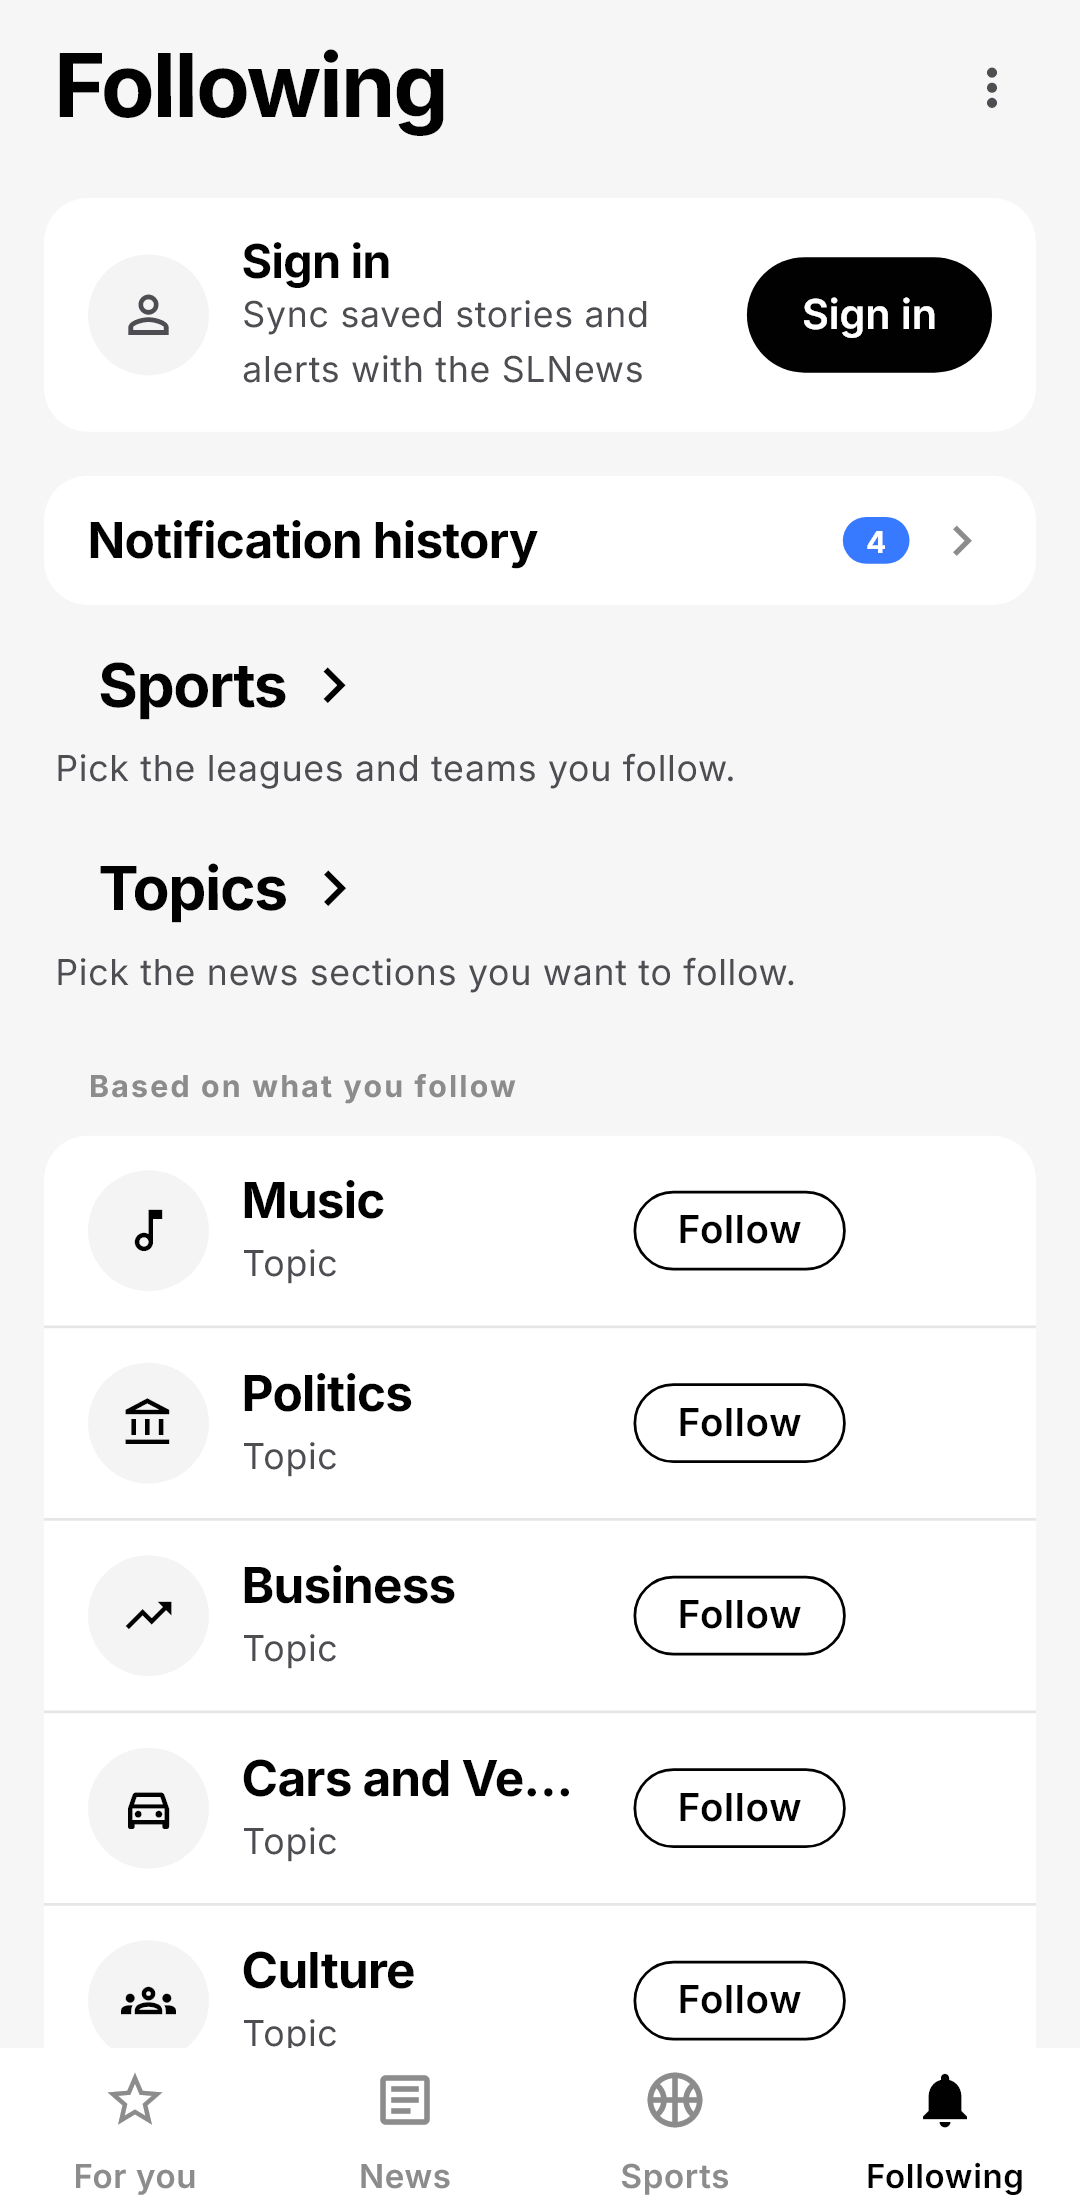 Following
Sign in
Sync saved stories and
alerts with the SLNews
Sign in
Notification history
4
Sports
Pick the leagues and teams you follow.
Topics
Pick the news sections you want to follow.
Based on what you follow
Music
Topic
Follow
Politics
Topic
Follow
Business
Topic
Follow
Cars and Ve...
Topic
Follow
Culture
Topic
Follow
For you
News
Sports
Following